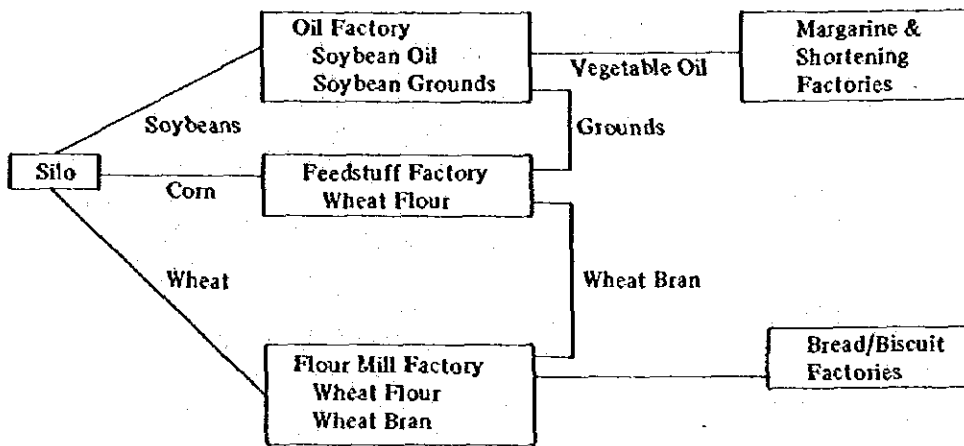 Oil Factory
Soybean Oil
Soybean Grounds
Vegetable Oil
Margarine &
Shortening
Factories
Soybeans
Grounds
Silo
Corn
Feedstuff Factory
Wheat Flour
Wheat
Wheat Bran
Flour Mill Factory
Wheat Flour
Wheat Bran
Bread/Biscuit
Factories